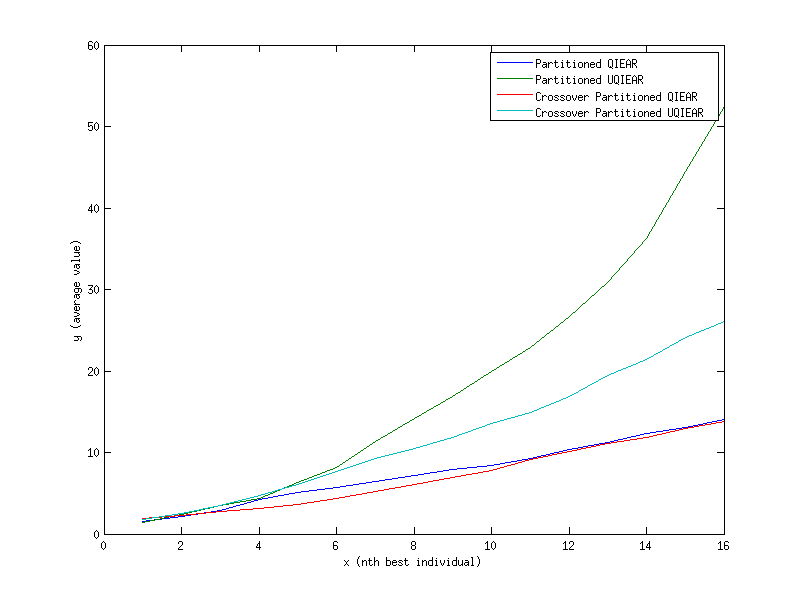 60
Partitioned QIEAR
Partitioned UQIEAR
Crossover Partitioned QIEAR
Crossover Partitioned UQIEAR
50
40
30
20
10
0
y (average value)
0 2 4 6 8 10 12 14 16
x (nth best individual)